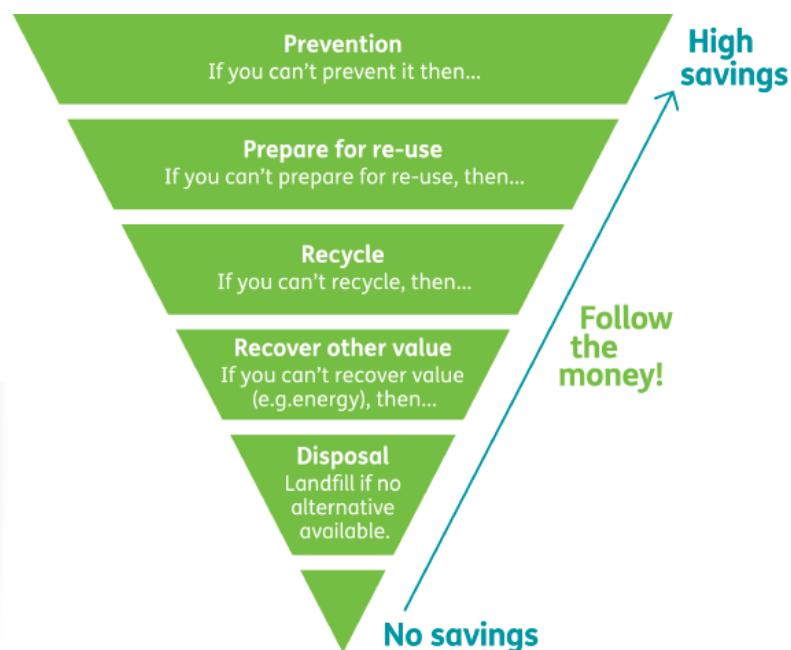 Prevention
If you can't prevent it then...
High
savings
Prepare for re-use
If you can't prepare for re-use, then...
Recycle
If you can't recycle, then...
Follow
the
money!
Recover other value
If you can't recover value
(e.g.energy), then...
Disposal
Landfill if no
alternative
available.
No savings